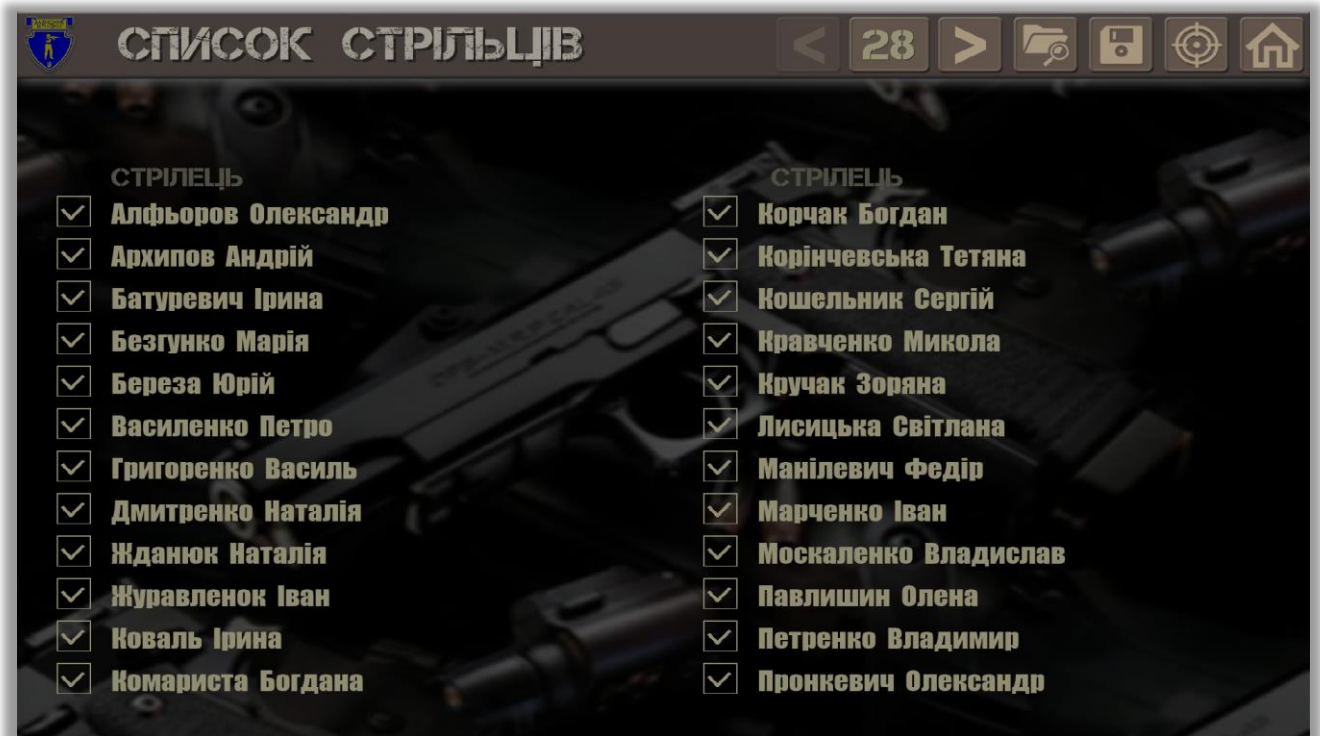 СПИСОК СТРІЛЬЦІВ
28
СТРІЛЕЦЬ
Алфьоров Олександр
Архипов Андрій
Батуревич Ірина
Безгунко Марія
Береза Юрій
Василенко Петро
Григоренко Василь
Дмитренко Наталія
Жданюк Наталія
Журавленок Іван
Коваль Ірина
Комариста Богдана
СТРІЛЕЦЬ
Корчак Богдан
Корінчевська Тетяна
Кошельник Сергій
Кравченко Микола
Кручак Зоряна
Лисицька Світлана
Манілевич Федір
Марченко Іван
Москаленко Владислав
Павлишин Олена
Петренко Владимир
Пронкевич Олександр